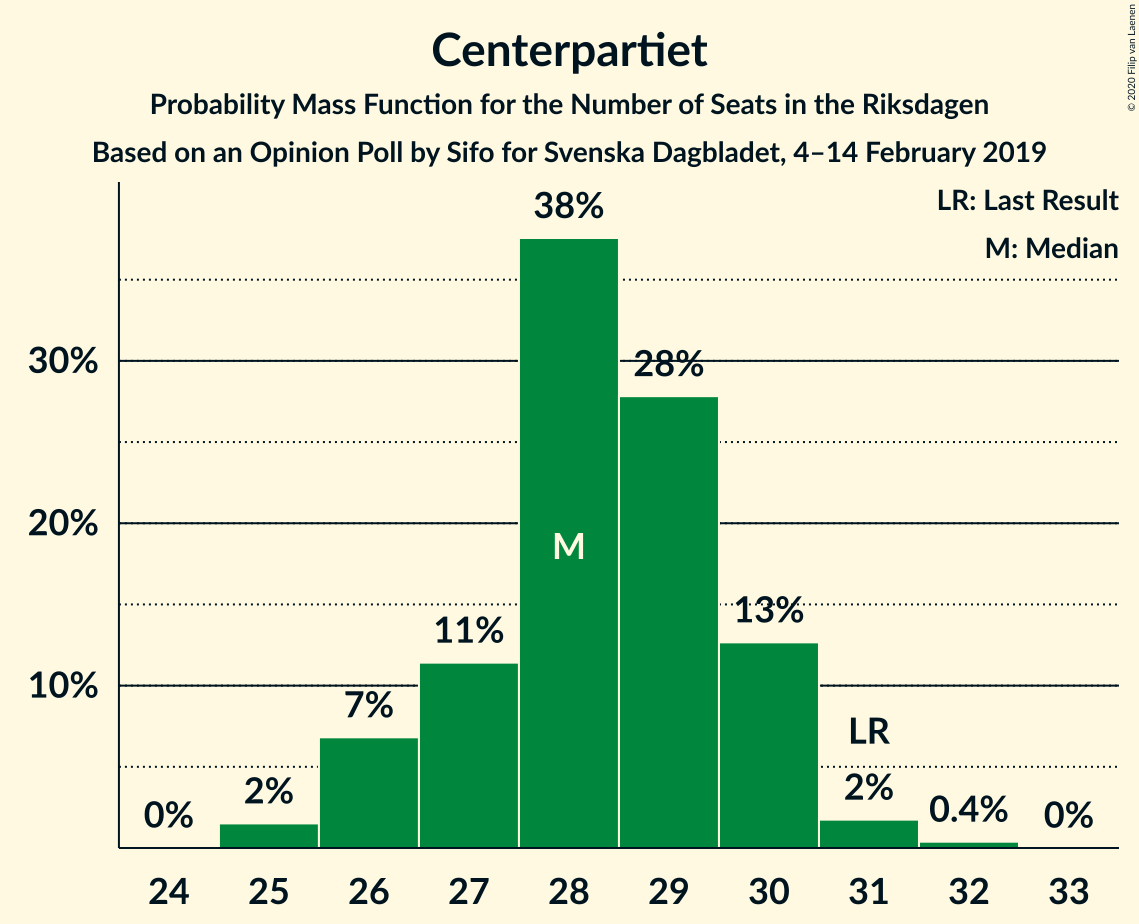 Centerpartiet
Probability Mass Function for the Number of Seats in the Riksdagen
Based on an Opinion Poll by Sifo for Svenska Dagbladet, 4–14 February 2019
© 2020 Filip van Laenen
LR: Last Result
M: Median
38%
30%
28%
20%
M
13%
11%
10%
7%
LR
2%
2%
0.4%
0%
0%
24 25 26 27 28 29 30 31 32 33